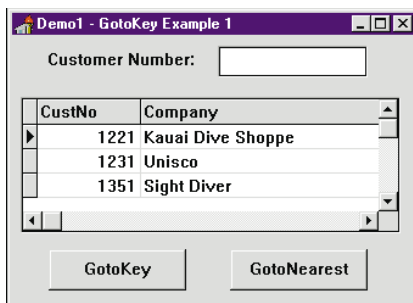 Demo1 - GotoKey Example 1
Customer Number:
CustNo Company
1221 Kauai Dive Shoppe
1231 Unisco
1351 Sight Diver
GotoKey GotoNearest